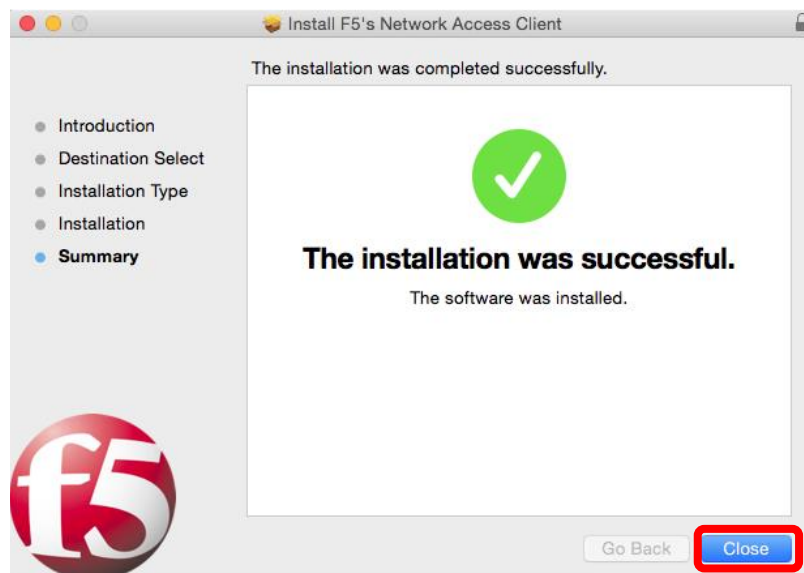 Install F5's Network Access Client
The installation was completed successfully.
Introduction
Destination Select
Installation Type
Installation
Summary
The installation was successful.
The software was installed.
f5
Go Back
Close